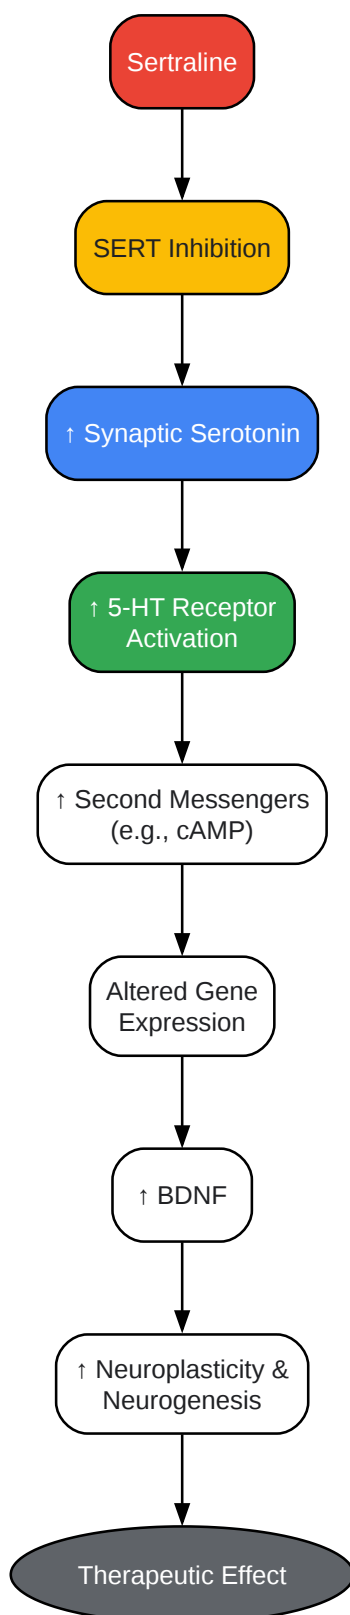 Sertraline
SERT Inhibition
↑ Synaptic Serotonin
↑ 5-HT Receptor
Activation
↑ Second Messengers
(e.g., cAMP)
Altered Gene
Expression
↑ BDNF
↑ Neuroplasticity &
Neurogenesis
Therapeutic Effect